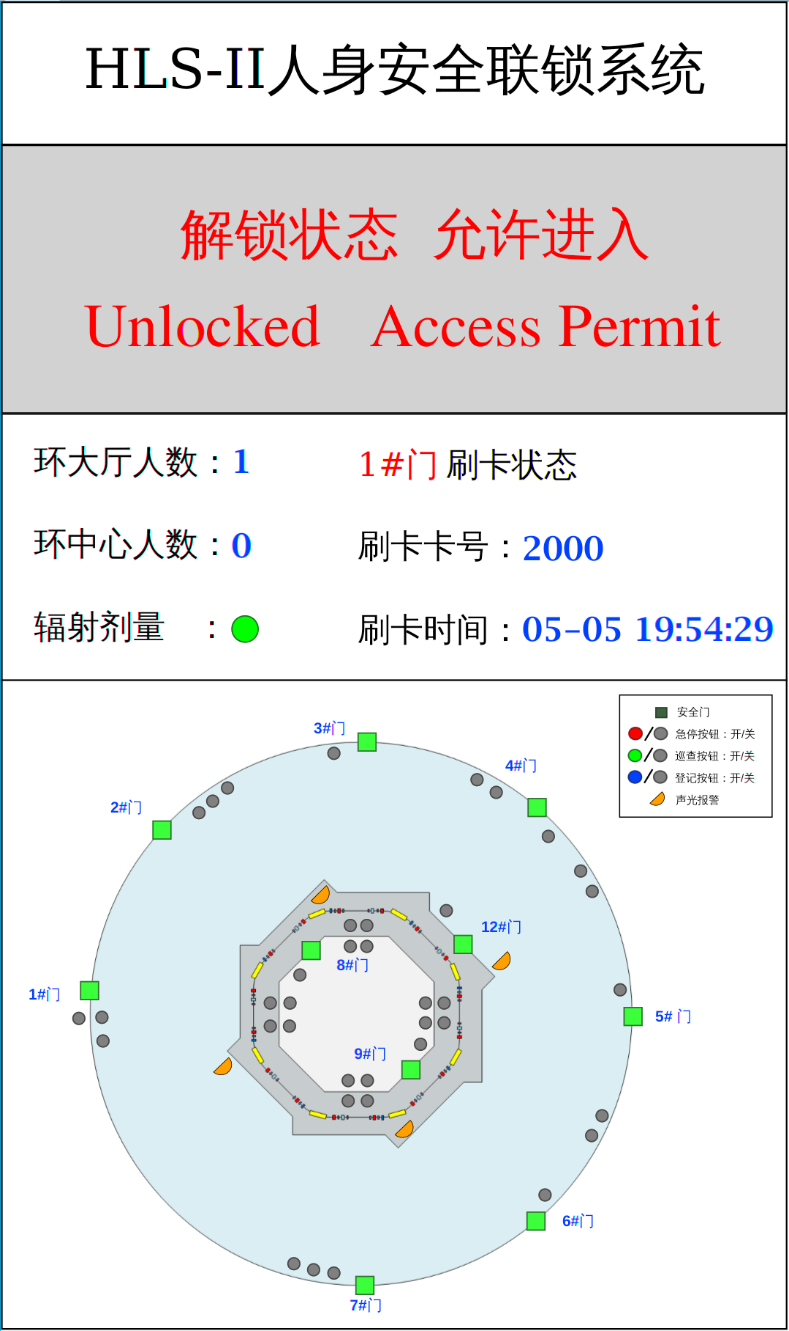 HLS-II人身安全联锁系统
解锁状态 允许进入
Unlocked Access Permit
环大厅人数：1
1#门 刷卡状态
环中心人数：0
刷卡卡号：2000
辐射剂量 ：
刷卡时间：05-05 19:54:29
安全门
急停按钮：开/关
巡查按钮：开/关
登记按钮：开/关
声光报警
3#门
4#门
2#门
12#门
8#门
1#门
5# 门
9#门
6#门
7#门